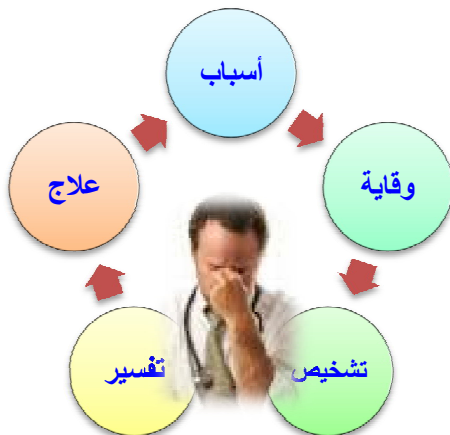 أسباب
وقاية
تشخيص
تفسير
علاج